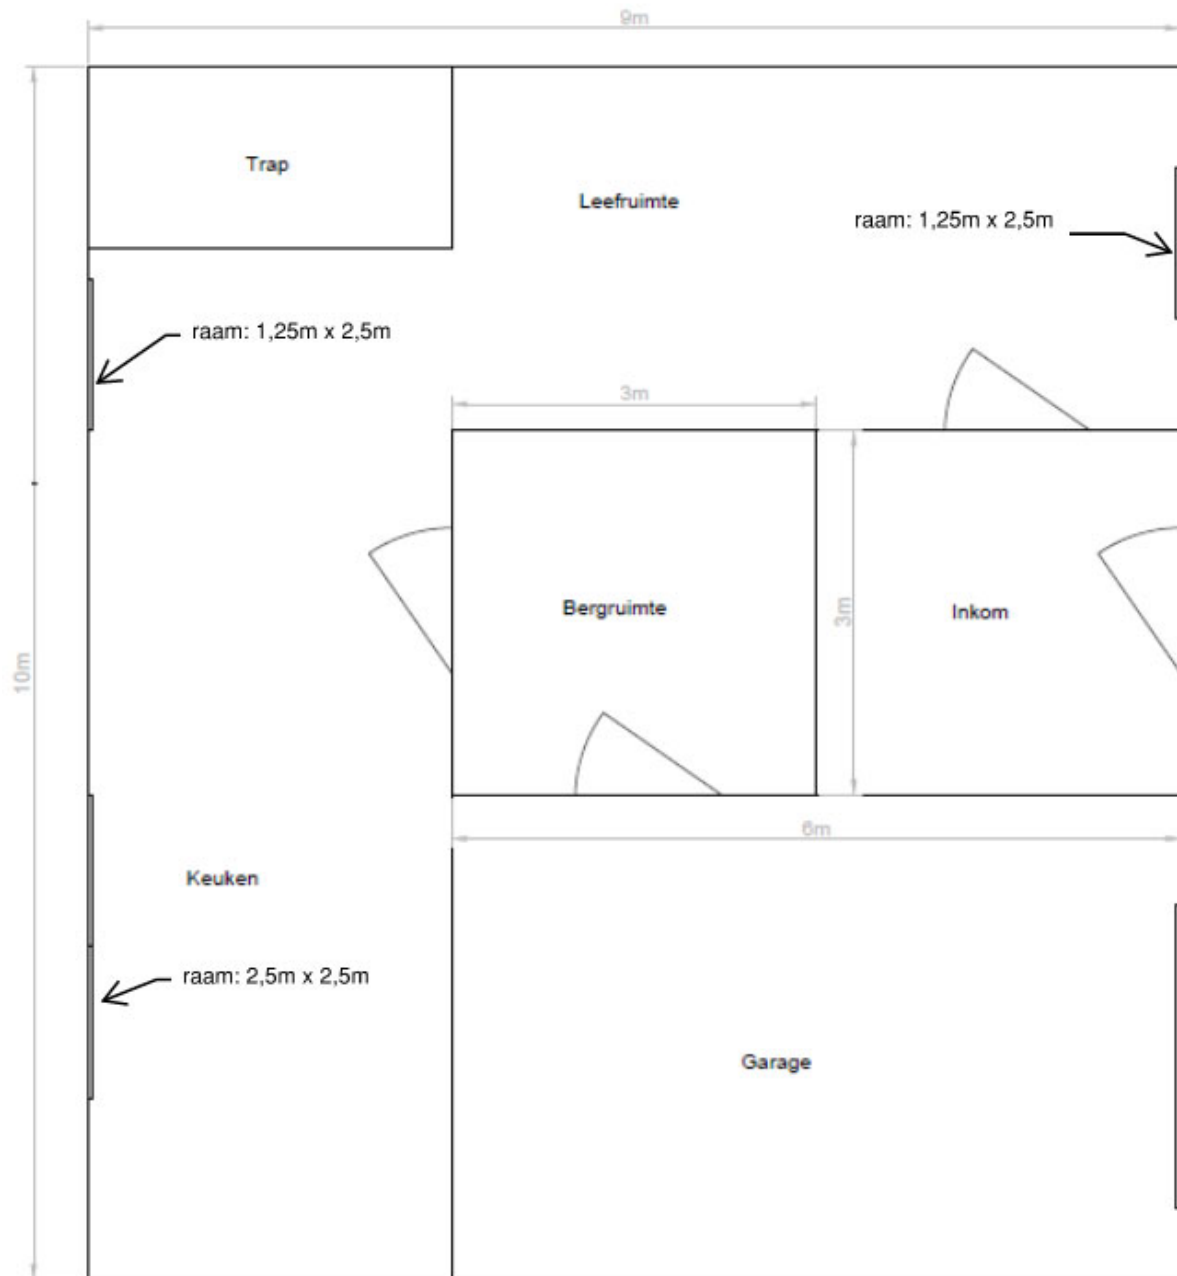 9m
Trap
Leefruimte
raam: 1,25m x 2,5m
raam: 1,25m x 2,5m
3m
Bergruimte
3m
Inkom
10m
6m
Keuken
raam: 2,5m x 2,5m
Garage